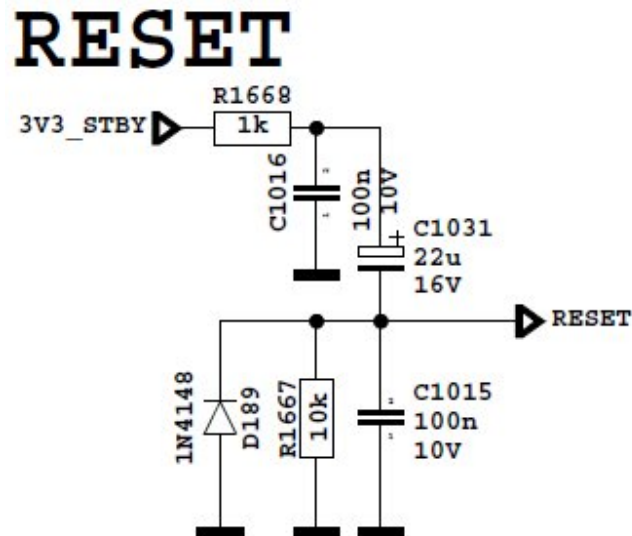 RESET
R1668
3V3_STBY
1k
C1016
100n
10V
+
C1031
22u
16V
RESET
1N4148
D189
R1667
10k
C1015
100n
10V